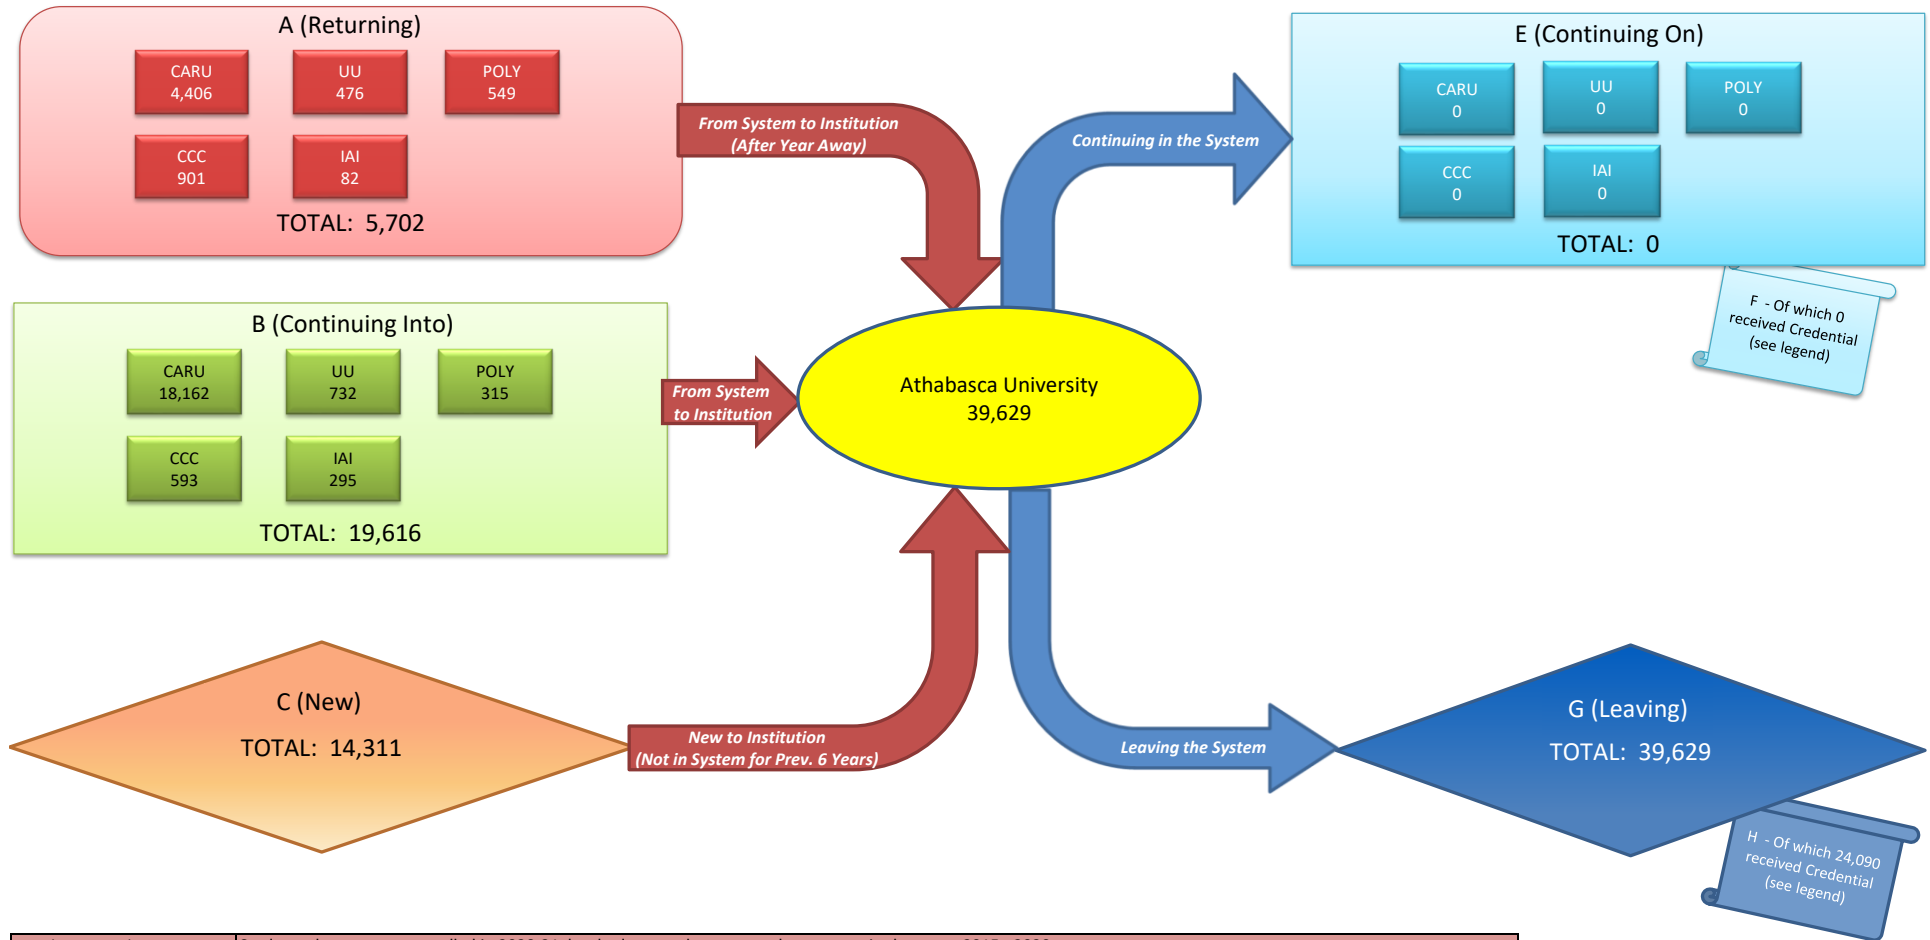 A (Returning)
CARU
4,406
UU
476
POLY
549
CCC
901
IAI
82
TOTAL: 5,702
From System to Institution
(After Year Away)
B (Continuing Into)
CARU
18,162
UU
732
POLY
315
CCC
593
IAI
295
TOTAL: 19,616
From System
to Institution
C (New)
TOTAL: 14,311
New to Institution
(Not in System for Prev. 6 Years)
Athabasca University
39,629
Continuing in the System
E (Continuing On)
CARU
0
UU
0
POLY
0
CCC
0
IAI
0
TOTAL: 0
F - Of which 0
received Credential
(see legend)
Leaving the System
G (Leaving)
TOTAL: 39,629
H - Of which 24,090
received Credential
(see legend)